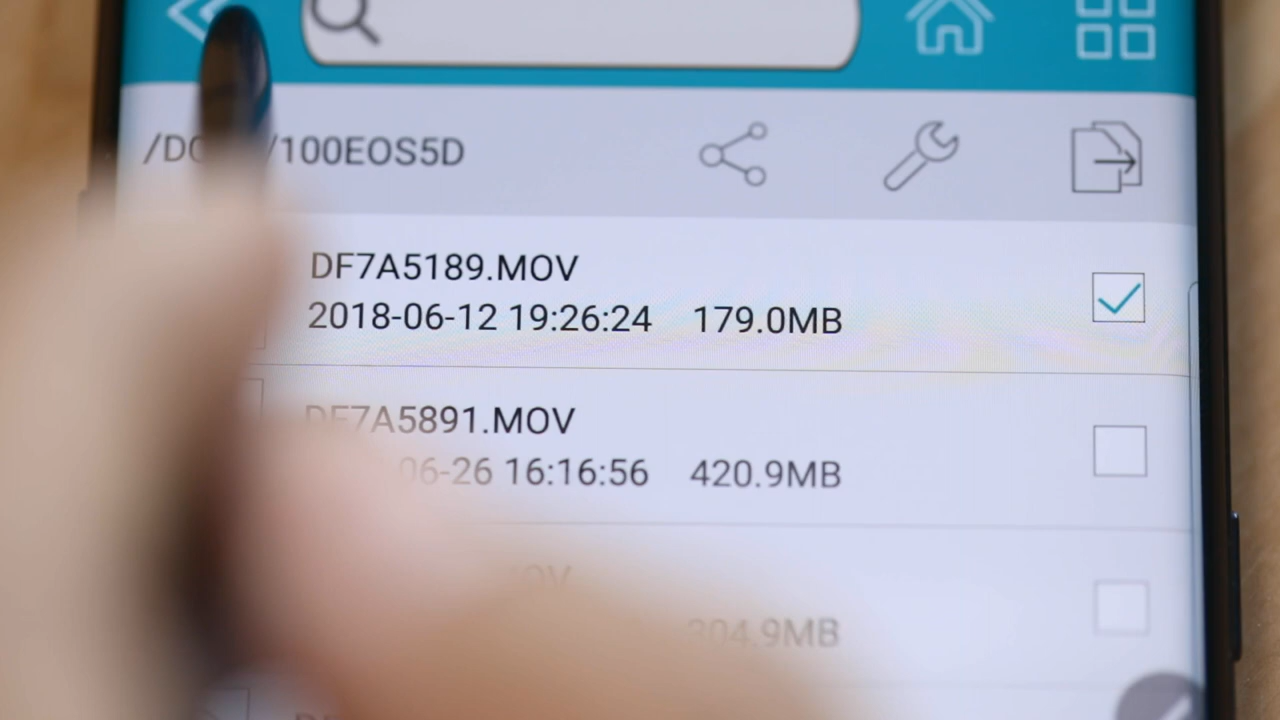 /100EOS5D
DF7A5189.MOV
2018-06-12 19:26:24 179.0MB
DF7A5891.MOV
06-26 16:16:56 420.9MB
304.9MB